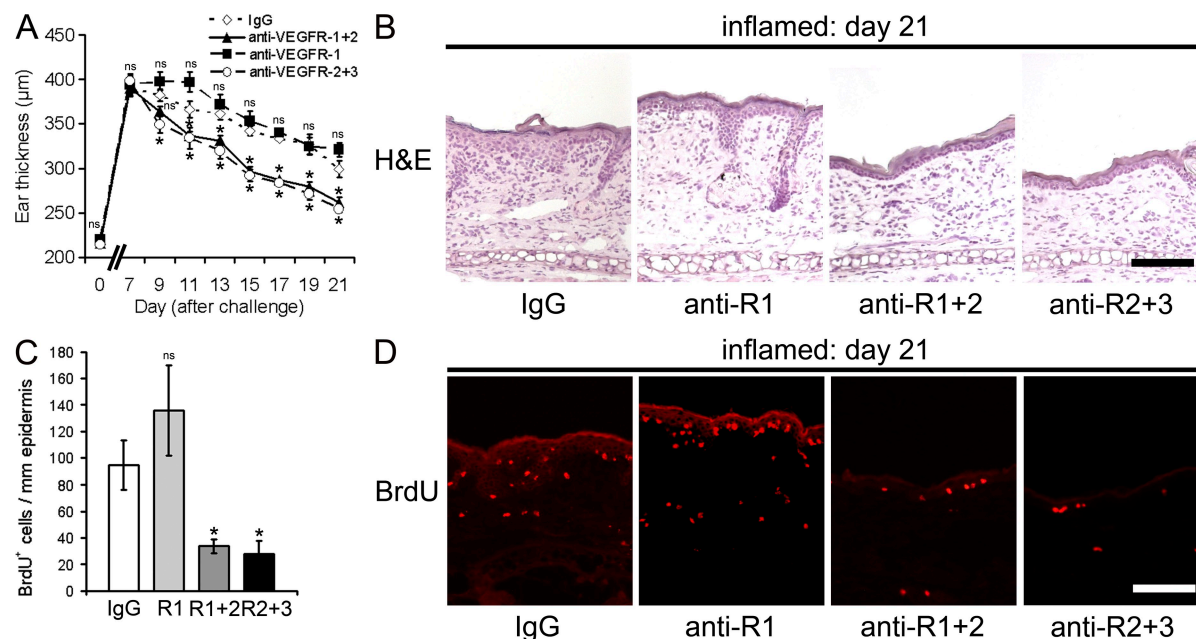 A
IgG
anti-VEGFR-1+2
anti-VEGFR-1
anti-VEGFR-2+3
Ear thickness (µm)
450
400
350
300
250
200
ns
ns
ns
ns
ns
ns
ns
ns
ns
ns
ns
* * * * * * *
* * * * * * *
0 7 9 11 13 15 17 19 21
Day (after challenge)
B
inflamed: day 21
H&E
IgG anti-R1 anti-R1+2 anti-R2+3
C
BrdU+ cells / mm epidermis
180
160
140
120
100
80
60
40
20
0
ns
* *
IgG R1 R1+2 R2+3
D
inflamed: day 21
BrdU
IgG anti-R1 anti-R1+2 anti-R2+3